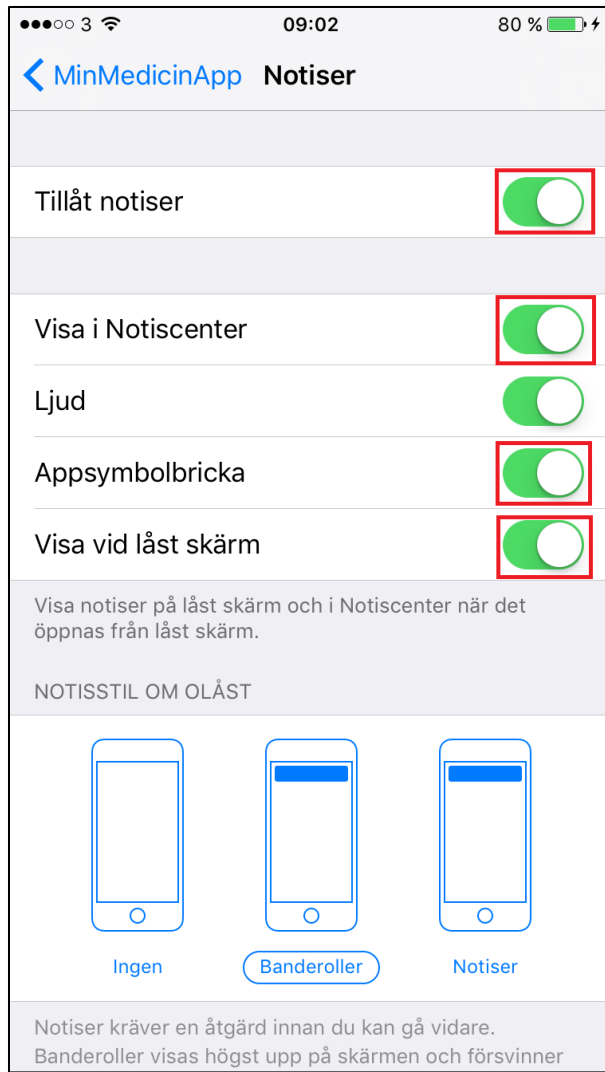 3 09:02 80 %
MinMedicinApp Notiser
Tillåt notiser
Visa i Notiscenter
Ljud
Appsymbolbricka
Visa vid låst skärm
Visa notiser på låst skärm och i Notiscenter när det
öppnas från låst skärm.
NOTISSTIL OM OLÅST
Ingen Banderoller Notiser
Notiser kräver en åtgärd innan du kan gå vidare.
Banderoller visas högst upp på skärmen och försvinner